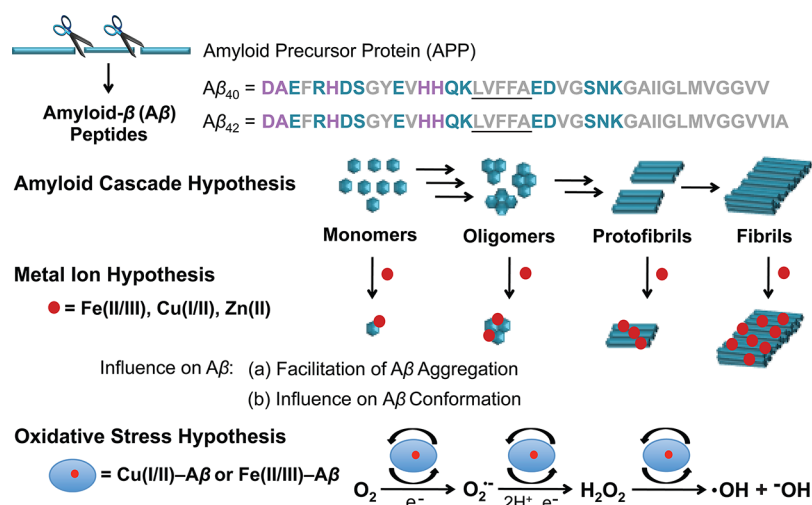 Amyloid Precursor Protein (APP)
Amyloid-β (Aβ)
Peptides
Aβ40 = DAEFRHDSGYEVHHQKLVFFAEDVGSNKGAIIGLMVGGVV
Aβ42 = DAEFRHDSGYEVHHQKLVFFAEDVGSNKGAIIGLMVGGVVIA
Amyloid Cascade Hypothesis
Monomers Oligomers Protofibrils Fibrils
Metal Ion Hypothesis
= Fe(II/III), Cu(I/II), Zn(II)
Influence on Aβ: (a) Facilitation of Aβ Aggregation
(b) Influence on Aβ Conformation
Oxidative Stress Hypothesis
= Cu(I/II)–Aβ or Fe(II/III)–Aβ
O₂ O₂•⁻ H₂O₂ •OH + ⁻OH
e⁻ 2H⁺, e⁻